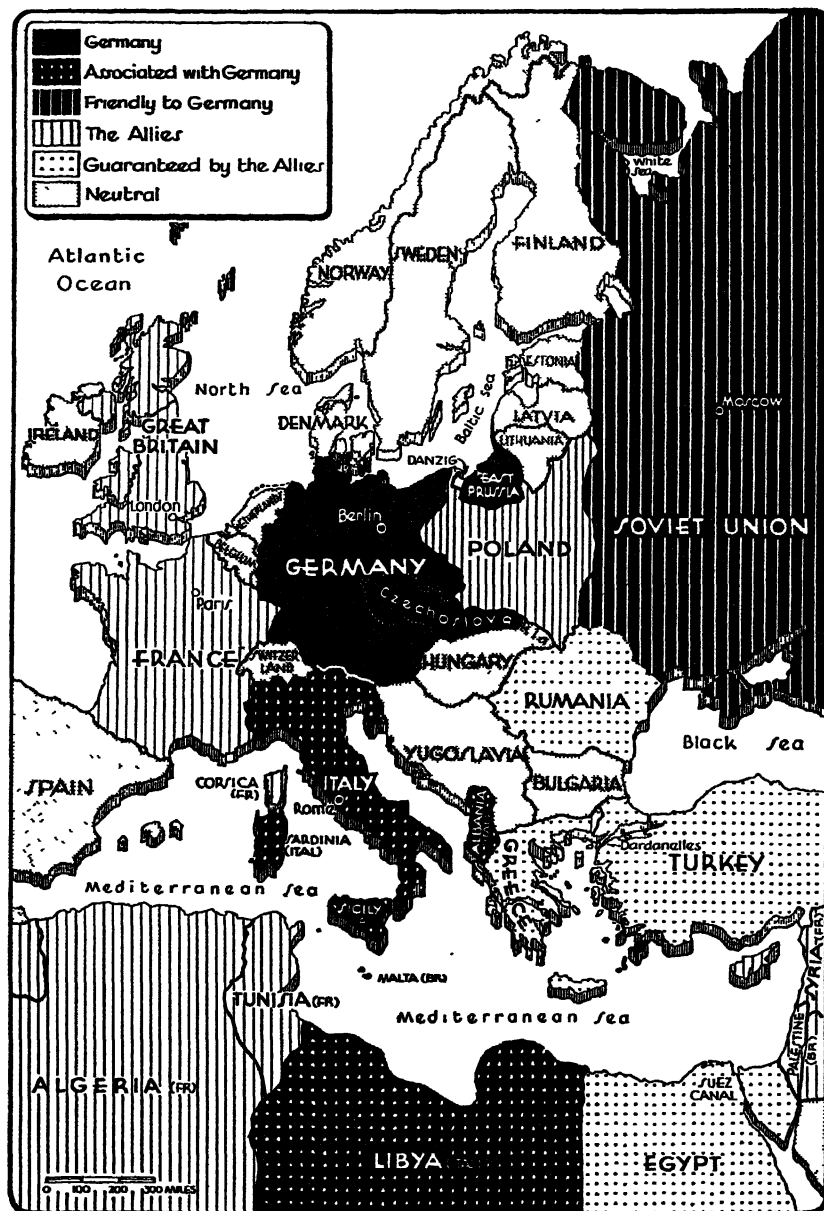 Germany
Associated with Germany
Friendly to Germany
The Allies
Guaranteed by the Allies
Neutral
White
Sea
Atlantic
Ocean
NORWAY
SWEDEN
FINLAND
ESTONIA
North Sea
Baltic Sea
Moscow
LATVIA
DENMARK
LITHUANIA
IRELAND
GREAT
BRITAIN
DANZIG
EAST
PRUSSIA
London
Berlin
SOVIET UNION
BELGIUM
POLAND
GERMANY
Paris
Czechoslovakia
FRANCE
SWITZER
LAND
HUNGARY
RUMANIA
Black Sea
YUGOSLAVIA
SPAIN
CORSICA
(FR)
ITALY
BULGARIA
Rome
ALBANIA
Dardanelles
SARDINIA
(ITAL)
GREECE
TURKEY
Mediterranean Sea
SICILY
SYRIA (FR)
MALTA (BR)
TUNISIA (FR)
Mediterranean Sea
PALESTINE
(BR)
ALGERIA (FR)
SUEZ
CANAL
LIBYA
EGYPT
0 100 200 300 MILES